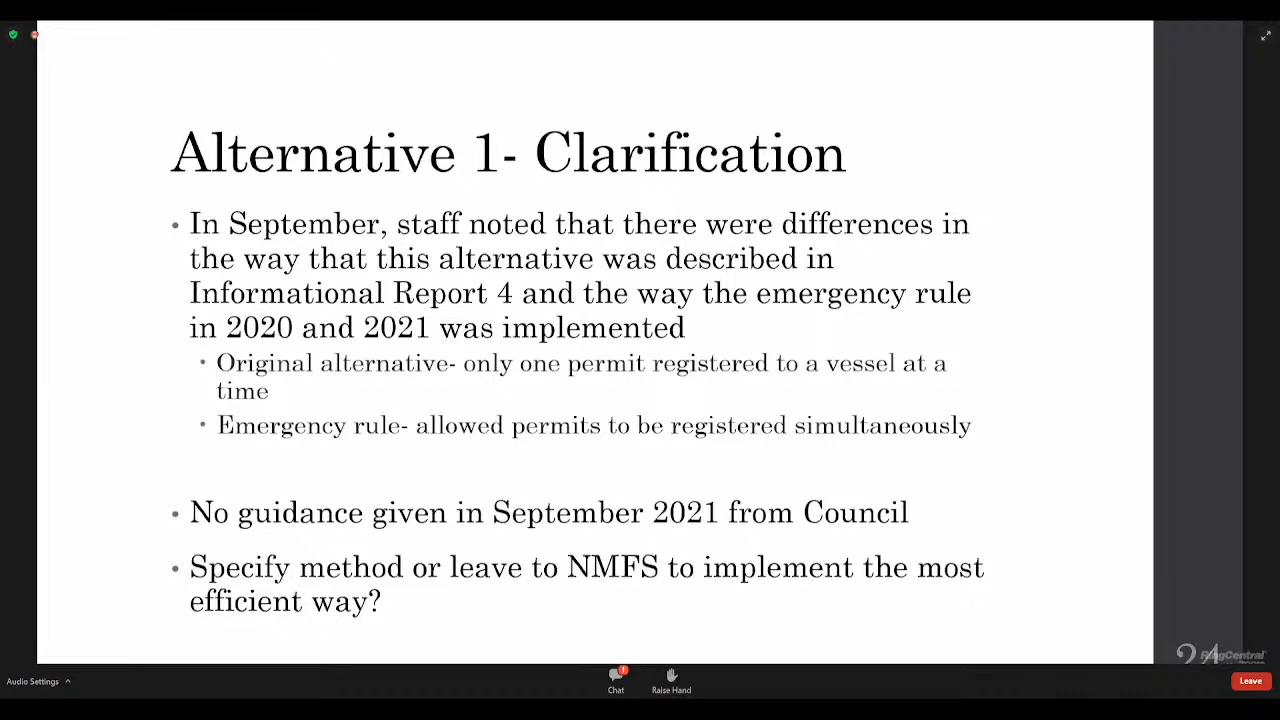 Alternative 1- Clarification
• In September, staff noted that there were differences in
the way that this alternative was described in
Informational Report 4 and the way the emergency rule
in 2020 and 2021 was implemented
• Original alternative- only one permit registered to a vessel at a
time
• Emergency rule- allowed permits to be registered simultaneously
• No guidance given in September 2021 from Council
• Specify method or leave to NMFS to implement the most
efficient way?
24
RingCentral
Audio Settings
1
Chat
Raise Hand
Leave